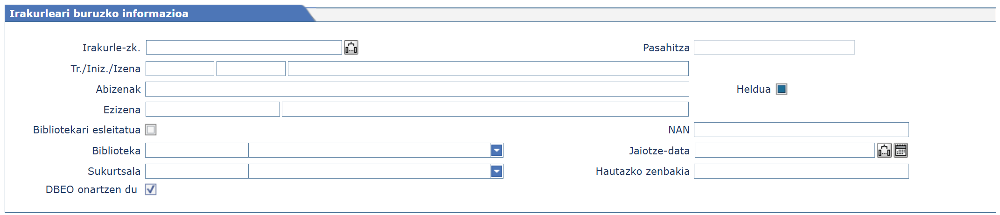 Irakurleari buruzko informazioa
Irakurle-zk.
Pasahitza
Tr./Iniz./Izena
Abizenak
Heldua
Ezizena
Bibliotekari esleitatua
NAN
Biblioteka
Jaiotze-data
Sukurtsala
Hautazko zenbakia
DBEO onartzen du